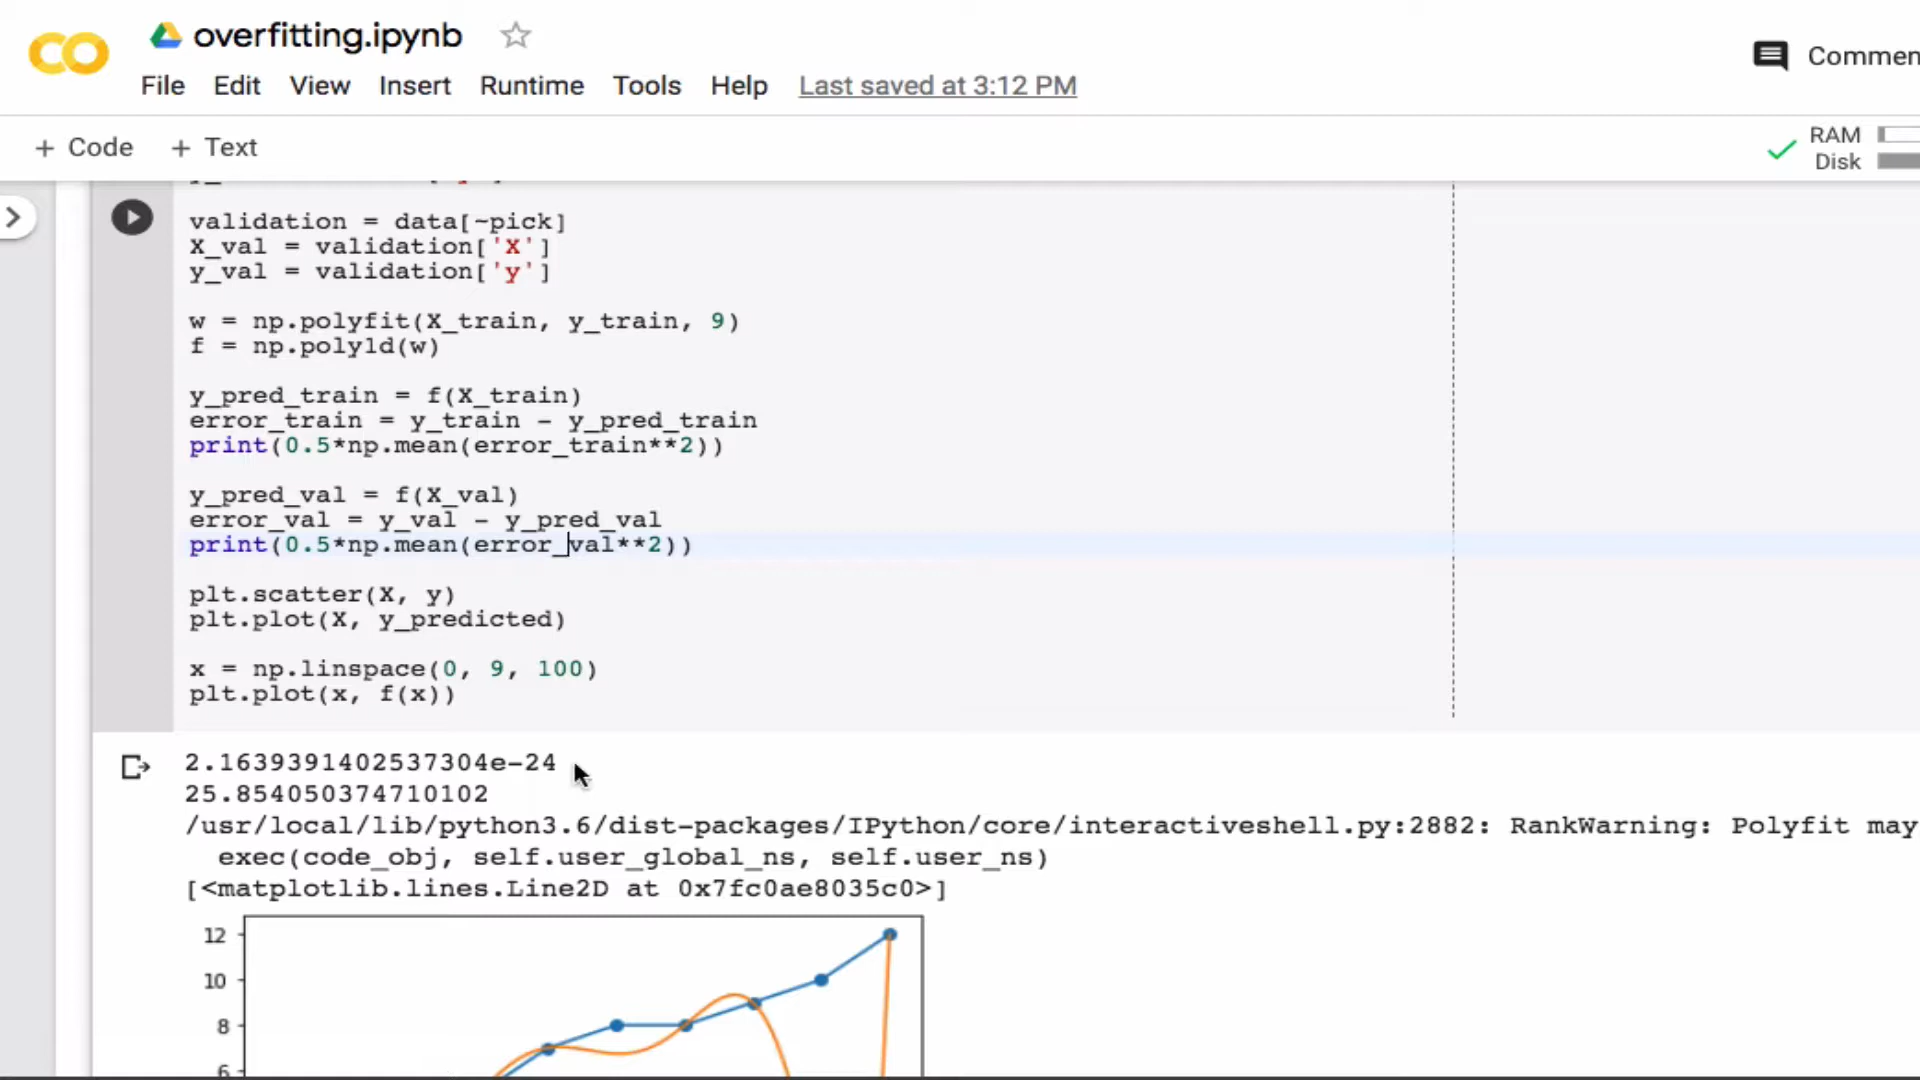 overfitting.ipynb
File Edit View Insert Runtime Tools Help Last saved at 3:12 PM
Commen
+ Code + Text
RAM
Disk
validation = data[~pick]
X_val = validation['X']
y_val = validation['y']
w = np.polyfit(X_train, y_train, 9)
f = np.poly1d(w)
y_pred_train = f(X_train)
error_train = y_train - y_pred_train
print(0.5*np.mean(error_train**2))
y_pred_val = f(X_val)
error_val = y_val - y_pred_val
print(0.5*np.mean(error_val**2))
plt.scatter(X, y)
plt.plot(X, y_predicted)
x = np.linspace(0, 9, 100)
plt.plot(x, f(x))
2.1639391402537304e-24
25.854050374710102
/usr/local/lib/python3.6/dist-packages/IPython/core/interactiveshell.py:2882: RankWarning: Polyfit may
exec(code_obj, self.user_global_ns, self.user_ns)
[<matplotlib.lines.Line2D at 0x7fc0ae8035c0>]
12
10
8
6